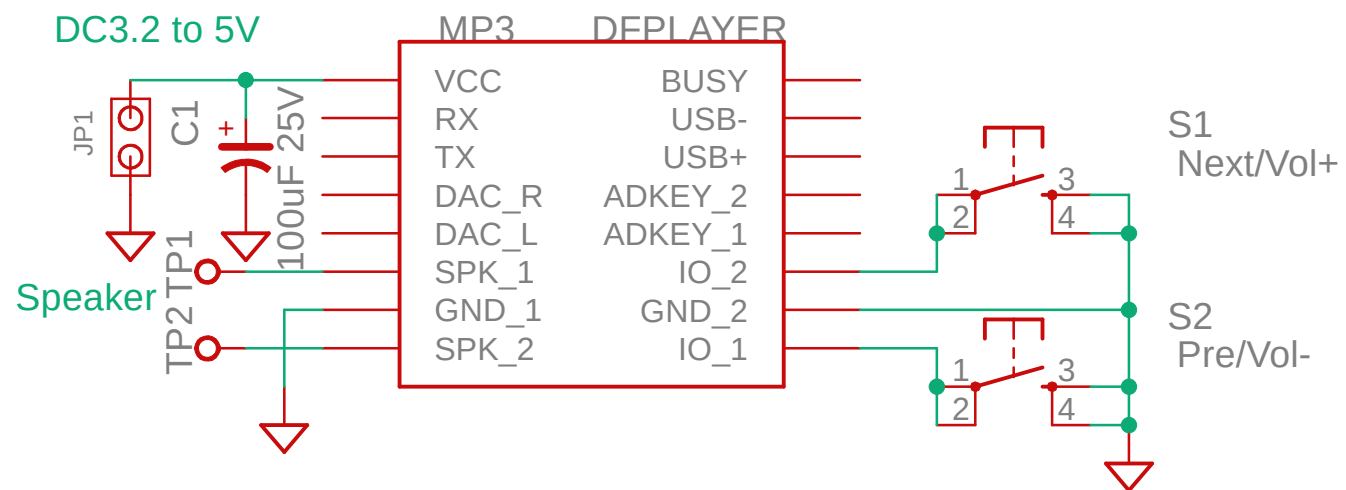 DC3.2 to 5V
MP3 DFPLAYER
JP1
C1
+
100uF 25V
VCC
RX
TX
DAC_R
DAC_L
SPK_1
GND_1
SPK_2
BUSY
USB-
USB+
ADKEY_2
ADKEY_1
IO_2
GND_2
IO_1
Speaker
TP1
TP2
1 3
2 4
S1
Next/Vol+
1 3
2 4
S2
Pre/Vol-